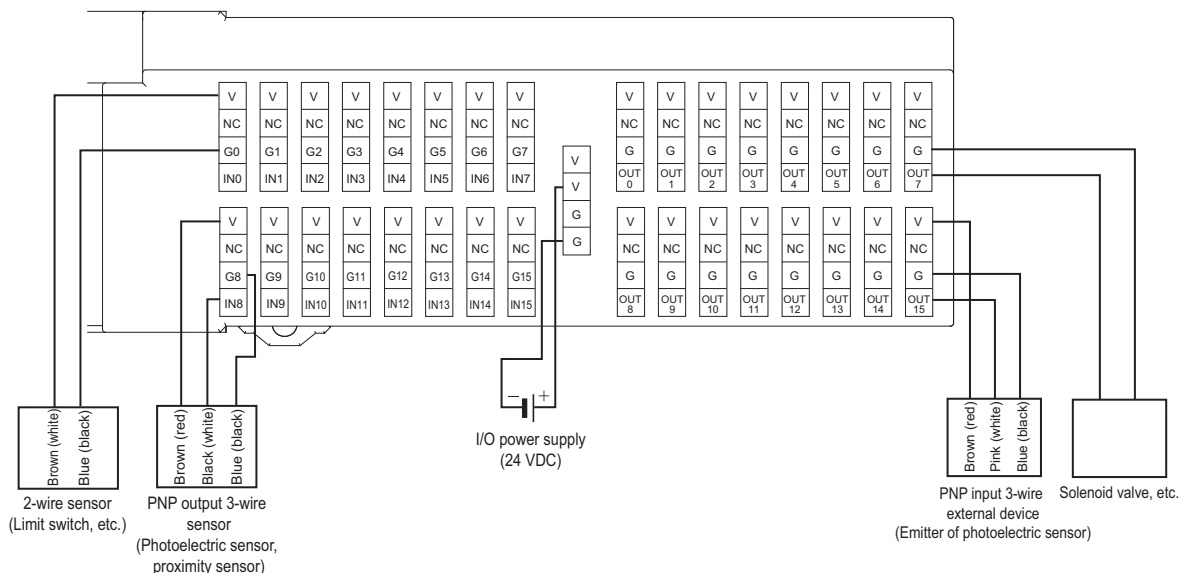 V V V V V V V V V V V V V V V V
NC NC NC NC NC NC NC NC NC NC NC NC NC NC NC NC
G0 G1 G2 G3 G4 G5 G6 G7 G G G G G G G G
IN0 IN1 IN2 IN3 IN4 IN5 IN6 IN7 OUT 0 OUT 1 OUT 2 OUT 3 OUT 4 OUT 5 OUT 6 OUT 7
V
V
G
G
V V V V V V V V V V V V V V V V
NC NC NC NC NC NC NC NC NC NC NC NC NC NC NC NC
G8 G9 G10 G11 G12 G13 G14 G15 G G G G G G G G
IN8 IN9 IN10 IN11 IN12 IN13 IN14 IN15 OUT 8 OUT 9 OUT 10 OUT 11 OUT 12 OUT 13 OUT 14 OUT 15
Brown (white)
Blue (black)
2-wire sensor
(Limit switch, etc.)
Brown (red)
Black (white)
Blue (black)
PNP output 3-wire
sensor
(Photoelectric sensor,
proximity sensor)
− +
I/O power supply
(24 VDC)
Brown (red)
Pink (white)
Blue (black)
PNP input 3-wire
external device
(Emitter of photoelectric sensor)
Solenoid valve, etc.